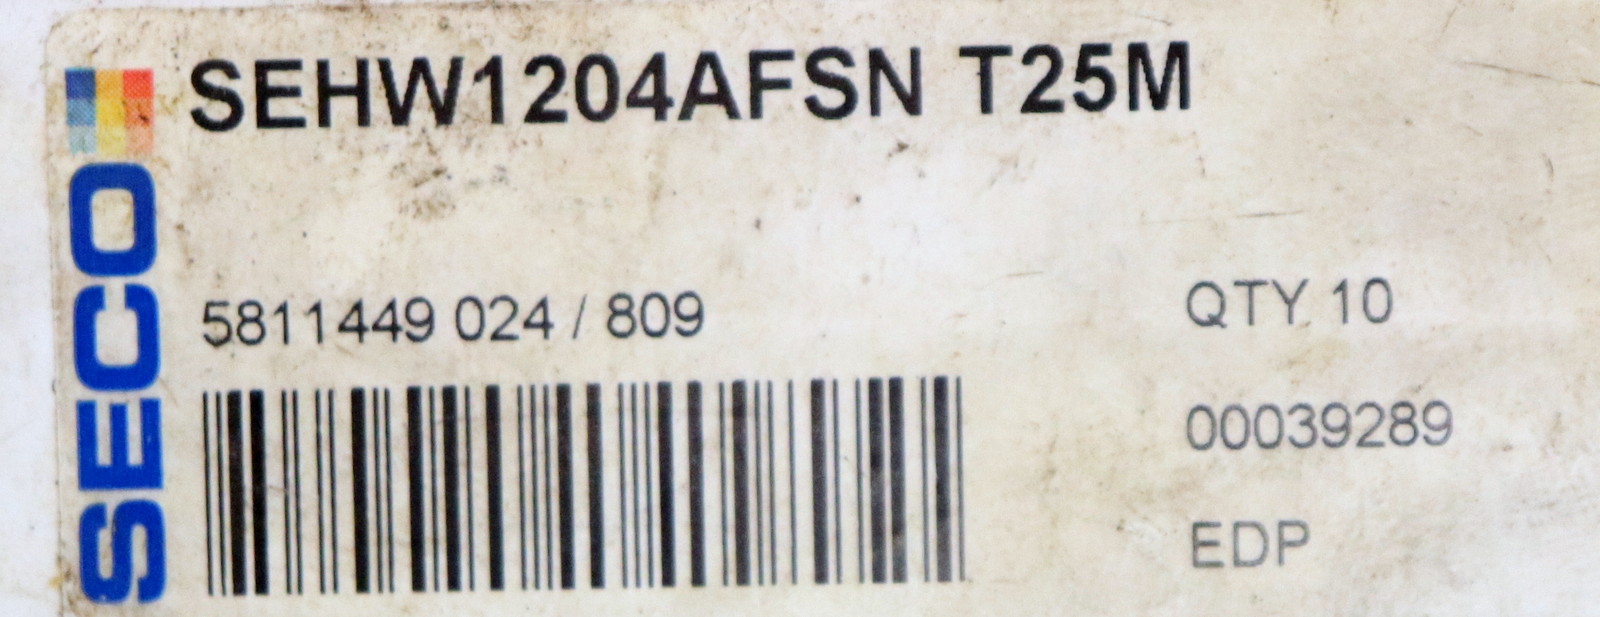 SECO
SEHW1204AFSN T25M
5811449 024 / 809
QTY 10
00039289
EDP